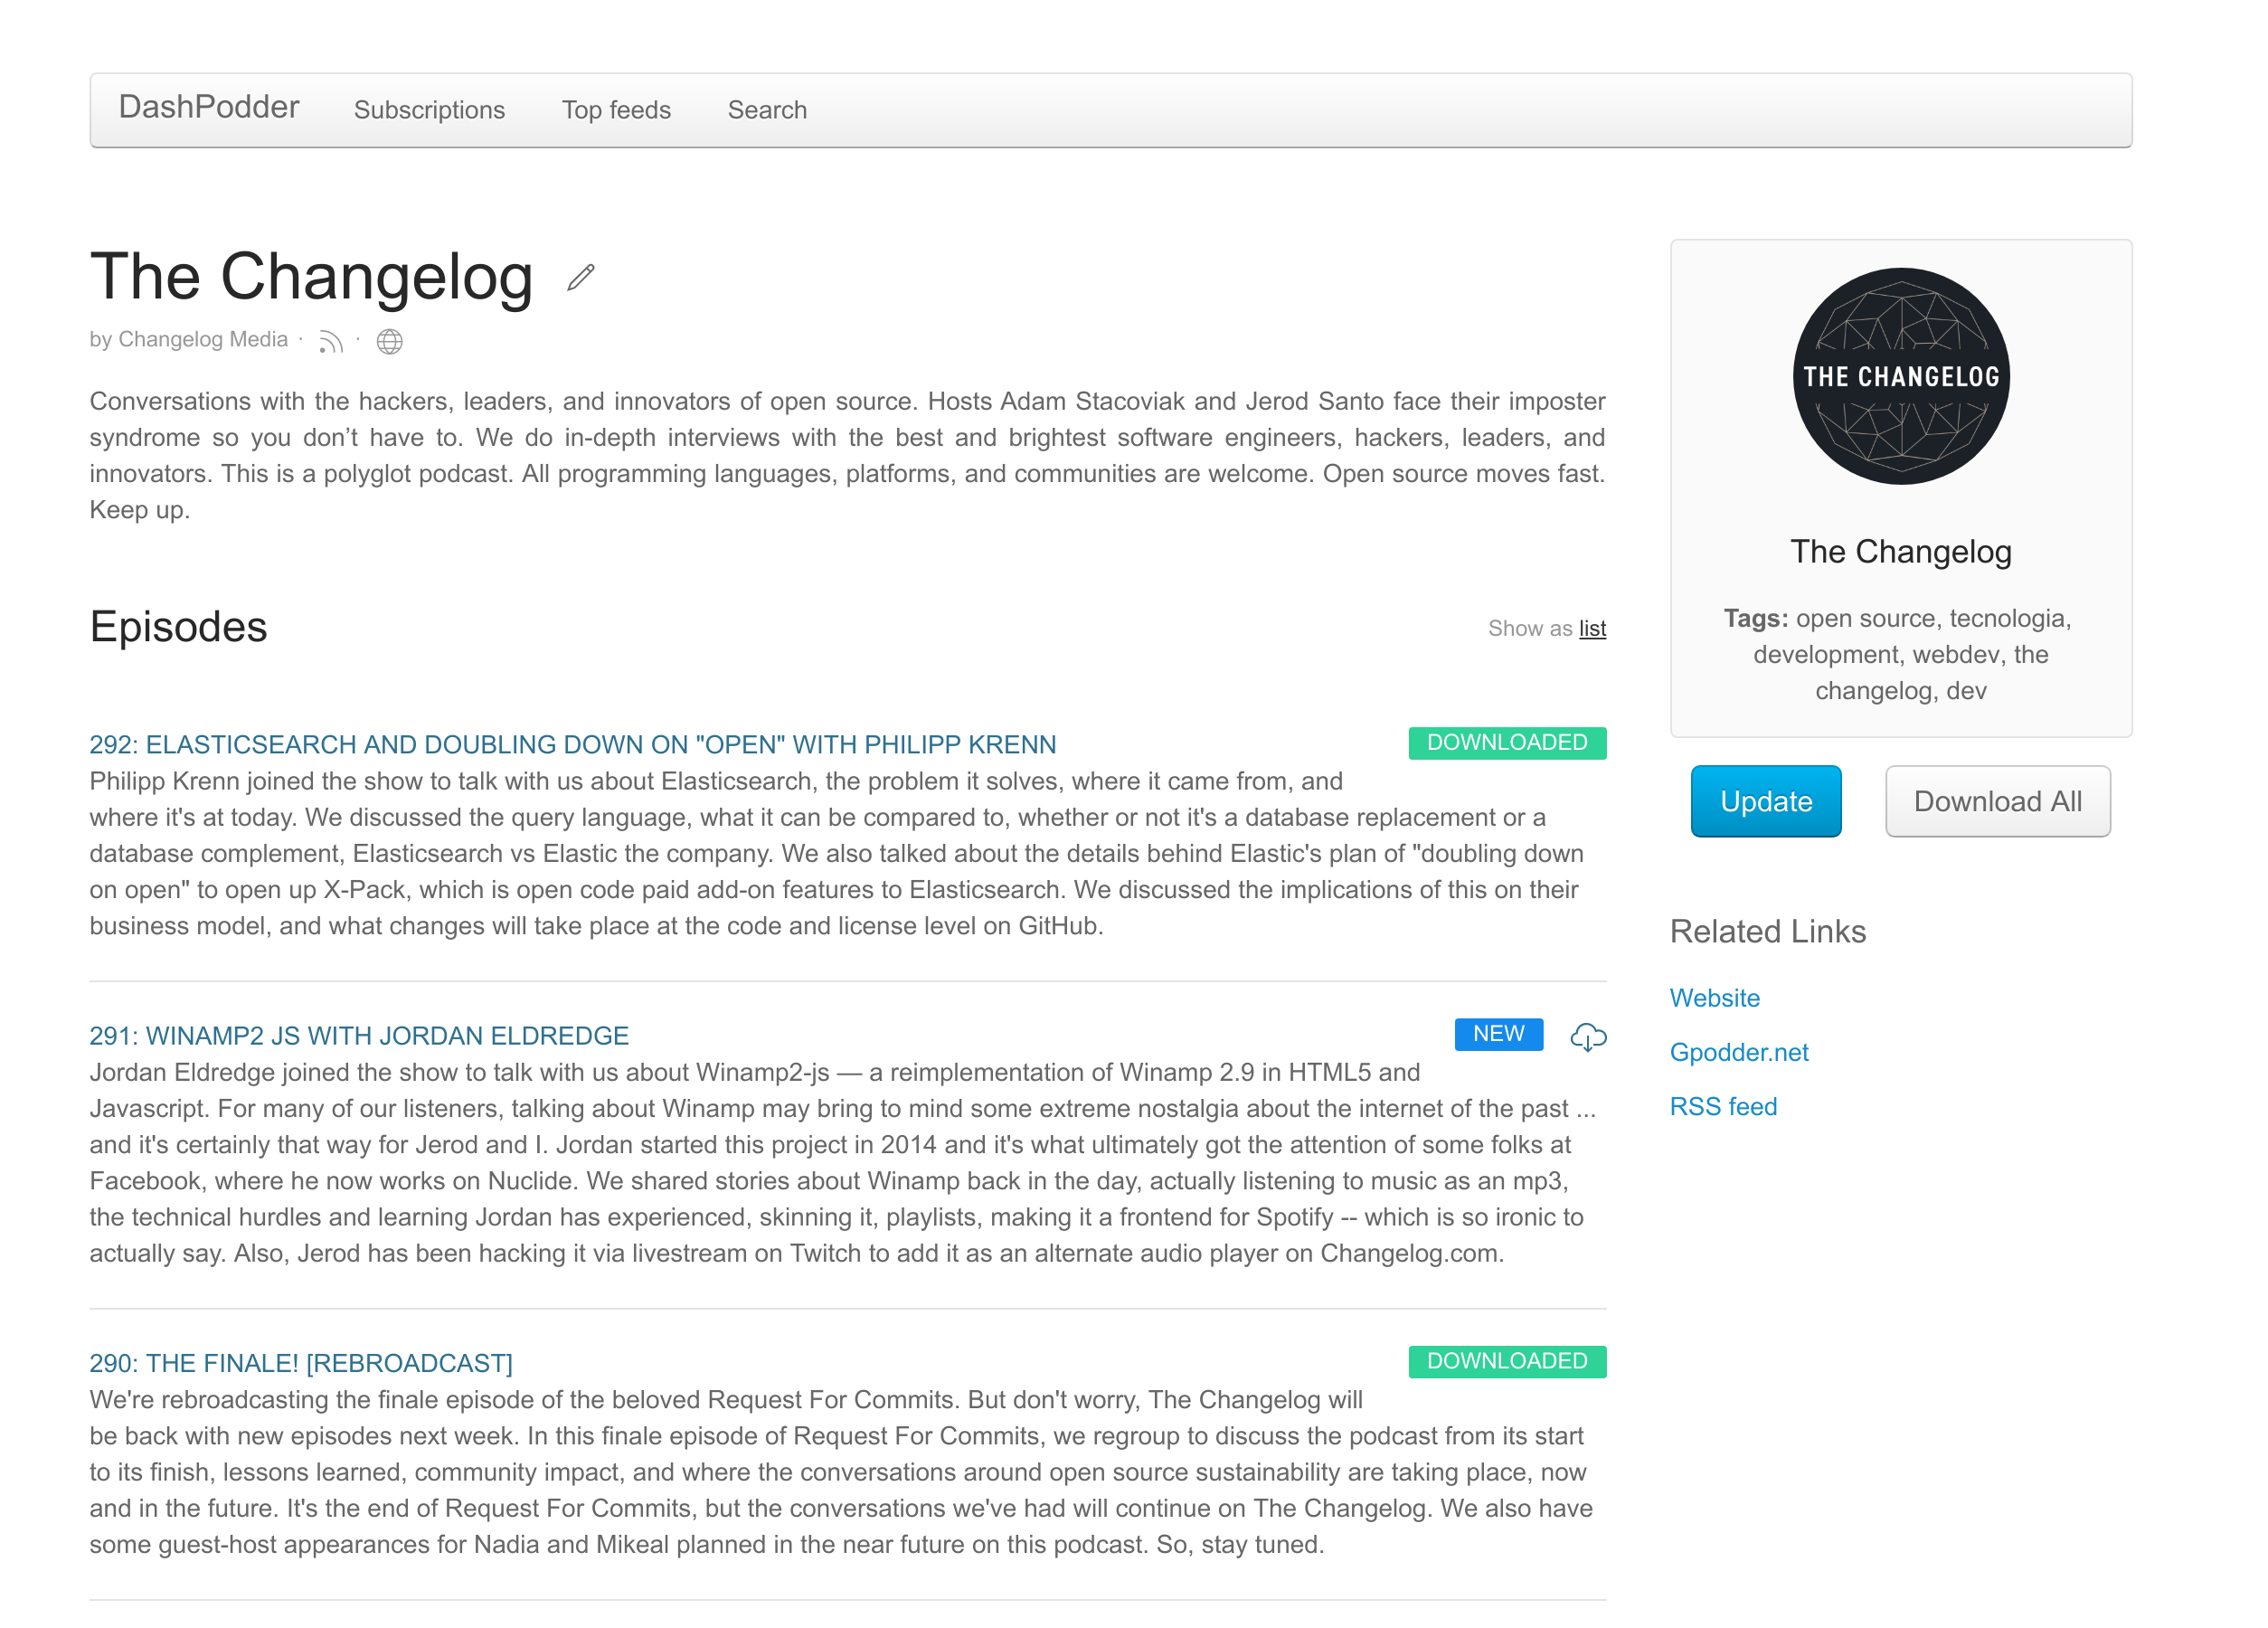 DashPodder Subscriptions Top feeds Search
The Changelog
by Changelog Media · ·
Conversations with the hackers, leaders, and innovators of open source. Hosts Adam Stacoviak and Jerod Santo face their imposter
syndrome so you don’t have to. We do in-depth interviews with the best and brightest software engineers, hackers, leaders, and
innovators. This is a polyglot podcast. All programming languages, platforms, and communities are welcome. Open source moves fast.
Keep up.
Episodes
Show as list
292: ELASTICSEARCH AND DOUBLING DOWN ON "OPEN" WITH PHILIPP KRENN
DOWNLOADED
Philipp Krenn joined the show to talk with us about Elasticsearch, the problem it solves, where it came from, and
where it's at today. We discussed the query language, what it can be compared to, whether or not it's a database replacement or a
database complement, Elasticsearch vs Elastic the company. We also talked about the details behind Elastic's plan of "doubling down
on open" to open up X-Pack, which is open code paid add-on features to Elasticsearch. We discussed the implications of this on their
business model, and what changes will take place at the code and license level on GitHub.
291: WINAMP2 JS WITH JORDAN ELDREDGE
NEW
Jordan Eldredge joined the show to talk with us about Winamp2-js — a reimplementation of Winamp 2.9 in HTML5 and
Javascript. For many of our listeners, talking about Winamp may bring to mind some extreme nostalgia about the internet of the past ...
and it's certainly that way for Jerod and I. Jordan started this project in 2014 and it's what ultimately got the attention of some folks at
Facebook, where he now works on Nuclide. We shared stories about Winamp back in the day, actually listening to music as an mp3,
the technical hurdles and learning Jordan has experienced, skinning it, playlists, making it a frontend for Spotify -- which is so ironic to
actually say. Also, Jerod has been hacking it via livestream on Twitch to add it as an alternate audio player on Changelog.com.
290: THE FINALE! [REBROADCAST]
DOWNLOADED
We're rebroadcasting the finale episode of the beloved Request For Commits. But don't worry, The Changelog will
be back with new episodes next week. In this finale episode of Request For Commits, we regroup to discuss the podcast from its start
to its finish, lessons learned, community impact, and where the conversations around open source sustainability are taking place, now
and in the future. It's the end of Request For Commits, but the conversations we've had will continue on The Changelog. We also have
some guest-host appearances for Nadia and Mikeal planned in the near future on this podcast. So, stay tuned.
THE CHANGELOG
The Changelog
Tags: open source, tecnologia,
development, webdev, the
changelog, dev
Update
Download All
Related Links
Website
Gpodder.net
RSS feed